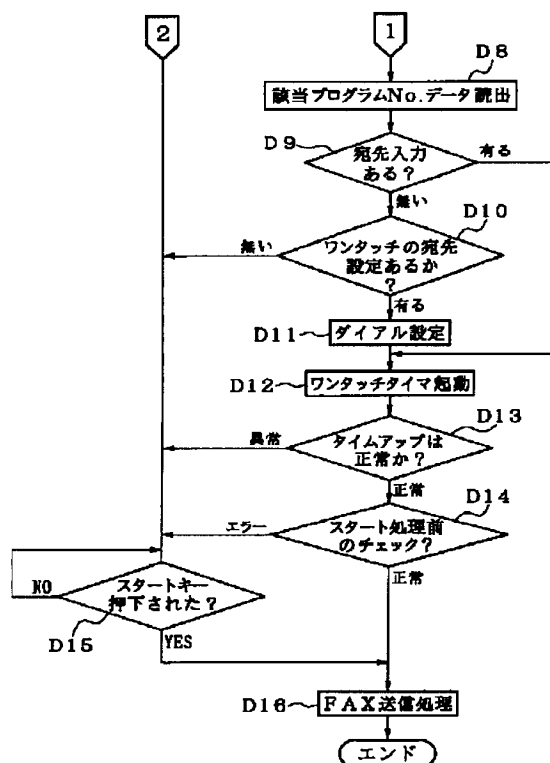 2
1
D8
該当プログラムNo.データ読出
D9
宛先入力
ある?
有る
無い
D10
ワンタッチの宛先
設定あるか
?
無い
有る
D11
ダイアル設定
D12
ワンタッチタイマ起動
D13
タイムアップは
正常か?
異常
正常
D14
スタート処理前
のチェック?
エラー
正常
スタートキー
押下された?
NO
D15
YES
D16
FAX送信処理
エンド